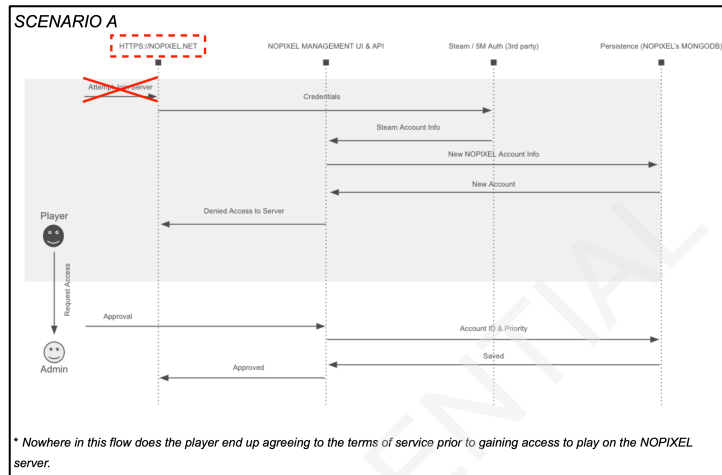 SCENARIO A
HTTPS://NOPIXEL.NET
NOPIXEL MANAGEMENT UI & API
Steam / 5M Auth (3rd party)
Persistence (NOPIXEL's MONGODB)
Attempt Join Server
Credentials
Steam Account Info
New NOPIXEL Account Info
New Account
Denied Access to Server
Player
Request Access
Admin
Approval
Account ID & Priority
Saved
Approved
* Nowhere in this flow does the player end up agreeing to the terms of service prior to gaining access to play on the NOPIXEL
server.